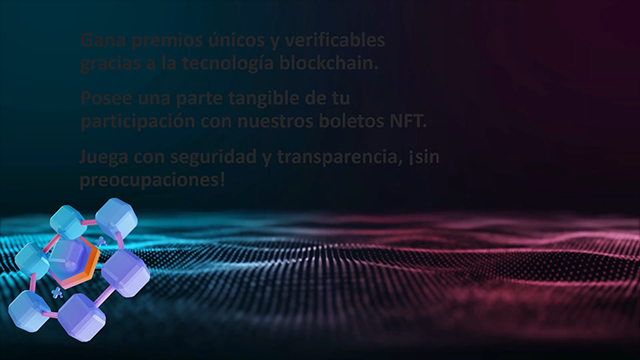 Gana premios únicos y verificables
gracias a la tecnología blockchain.
Posee una parte tangible de tu
participación con nuestros boletos NFT.
Juega con seguridad y transparencia, ¡sin
preocupaciones!